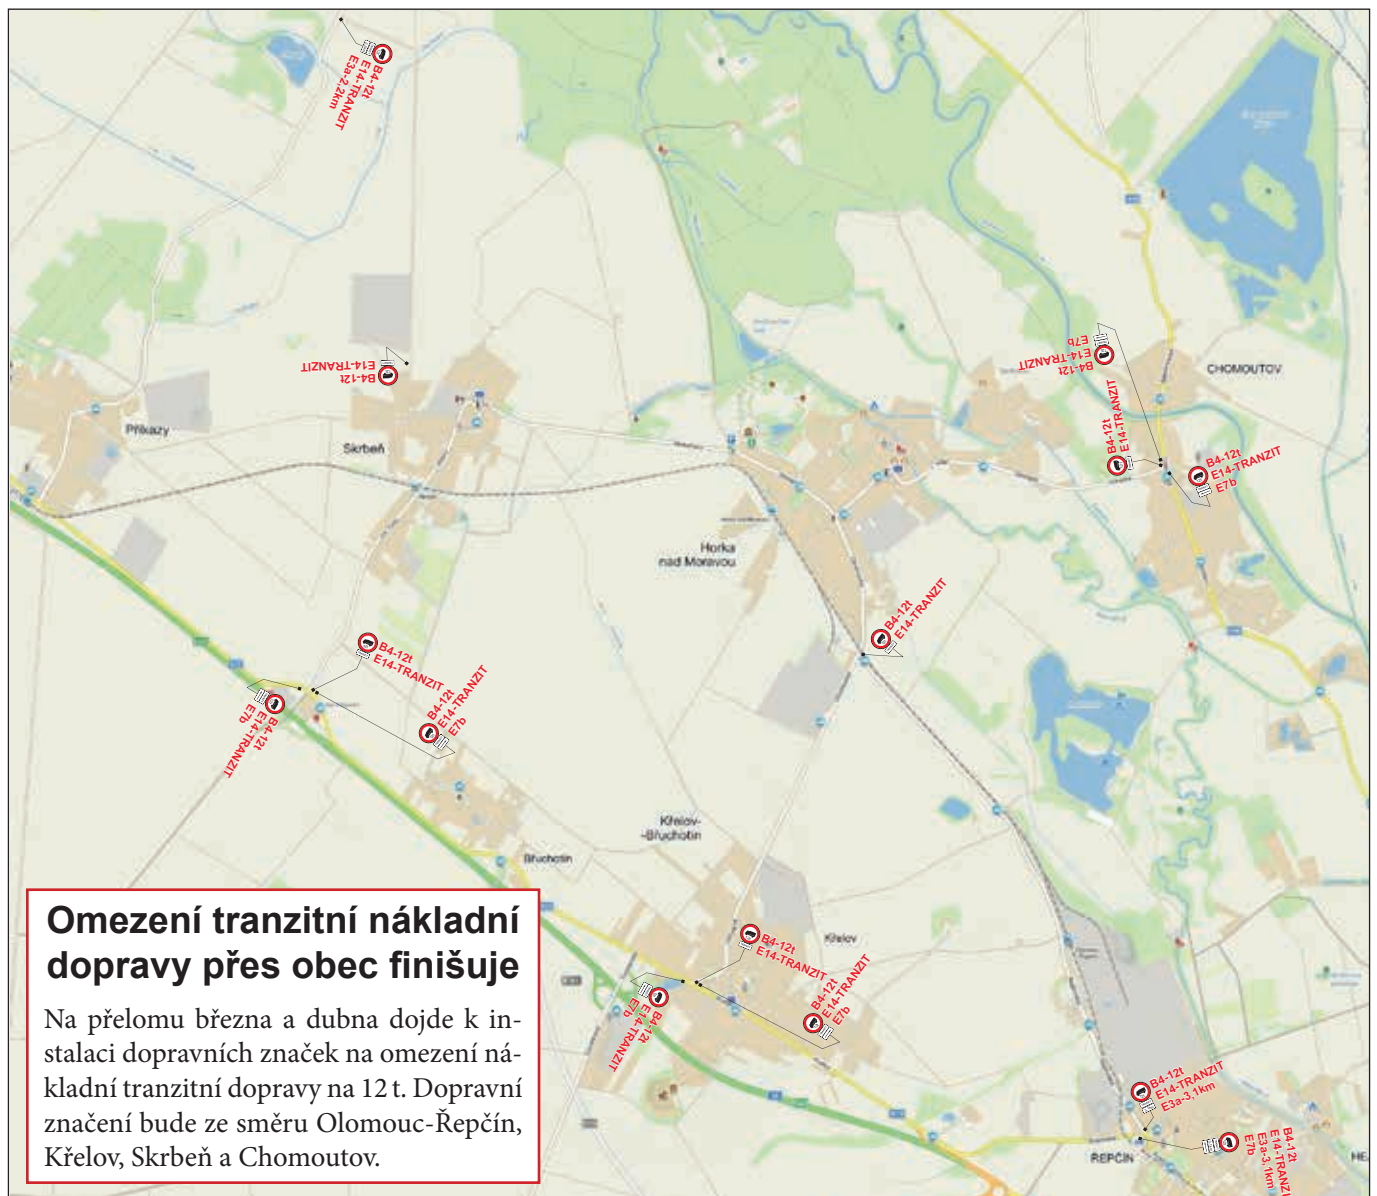 B4-12t
E14-TRANZIT
E3a-2,2km
B4-12t
E14-TRANZIT
E7b
E14-TRANZIT
B4-12t
CHOMOUTOV
B4-12t
E14-TRANZIT
Příkazy
Skrbeň
B4-12t
E14-TRANZIT
E7b
Horka
nad Moravou
B4-12t
E14-TRANZIT
B4-12t
E14-TRANZIT
B4-12t
E14-TRANZIT
E7b
B4-12t
E14-TRANZIT
E7b
Křelov-
-Břuchotín
Břuchotín
Omezení tranzitní nákladní
dopravy přes obec finišuje
Na přelomu března a dubna dojde k in-
stalaci dopravních značek na omezení ná-
kladní tranzitní dopravy na 12 t. Dopravní
značení bude ze směru Olomouc-Řepčín,
Křelov, Skrbeň a Chomoutov.
B4-12t
E14-TRANZIT
Křelov
B4-12t
E14-TRANZIT
E7b
B4-12t
E14-TRANZIT
E7b
B4-12t
E14-TRANZIT
E3a-3,1km
B4-12t
E14-TRANZI
E3a-3,1km
E7b
ŘEPČÍN